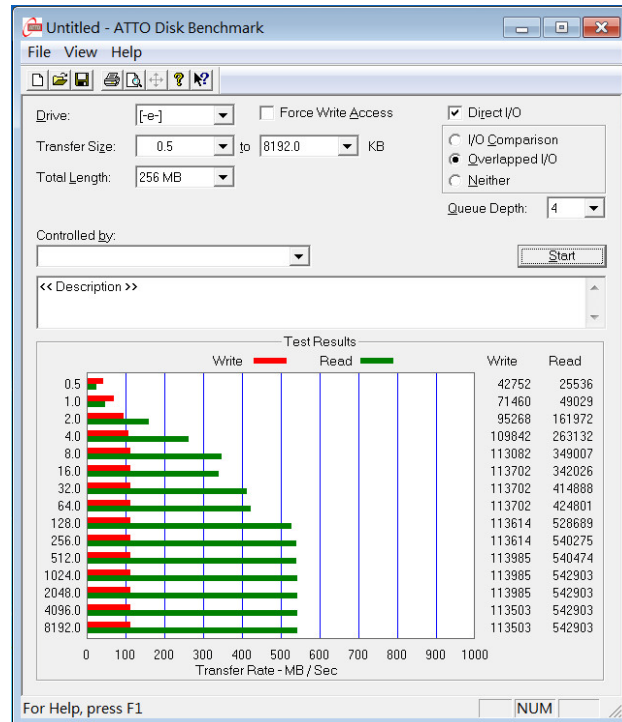 Untitled - ATTO Disk Benchmark
File View Help
Drive: [-e-] Force Write Access Direct I/O
Transfer Size: 0.5 to 8192.0 KB I/O Comparison
Overlapped I/O
Total Length: 256 MB Neither
Queue Depth: 4
Controlled by:
Start
<< Description >>
Test Results
Write Read Write Read
0.5 42752 25536
1.0 71460 49029
2.0 95268 161972
4.0 109842 263132
8.0 113082 349007
16.0 113702 342026
32.0 113702 414888
64.0 113702 424801
128.0 113614 528689
256.0 113614 540275
512.0 113985 540474
1024.0 113985 542903
2048.0 113985 542903
4096.0 113503 542903
8192.0 113503 542903
0 100 200 300 400 500 600 700 800 900 1000
Transfer Rate - MB / Sec
For Help, press F1 NUM